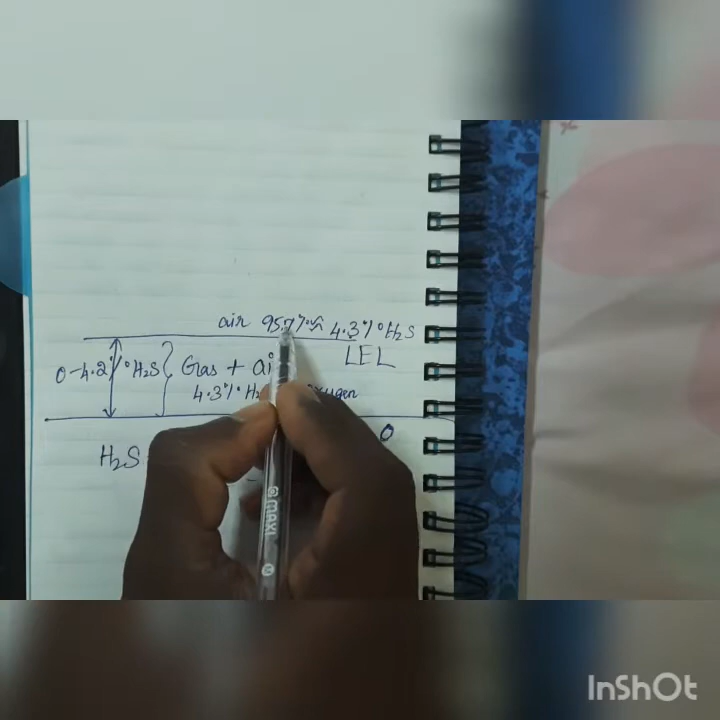 air 95.7% 4.3% H₂S
LEL
0-4.2% H₂S { Gas + ai
4.3% H₂
0
H₂S
MAXI
InShOt